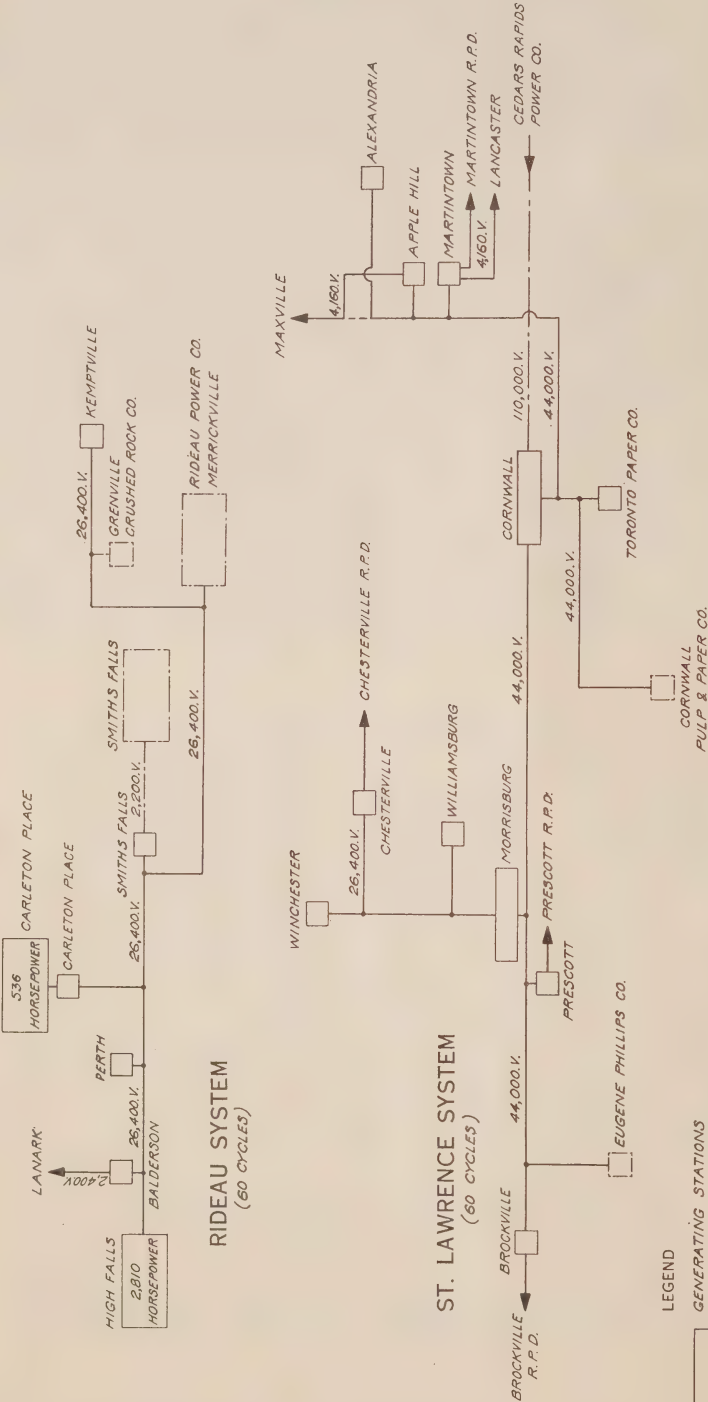 536
HORSEPOWER
CARLETON PLACE
CARLETON PLACE
LANARK
2,400V.
PERTH
HIGH FALLS
2,810
HORSEPOWER
BALDERSON
26,400.V.
26,400.V.
SMITHS FALLS
2,200.V.
SMITHS FALLS
26,400.V.
26,400.V.
KEMPTVILLE
GRENVILLE
CRUSHED ROCK CO.
RIDEAU POWER CO.
MERRICKVILLE
RIDEAU SYSTEM
(60 CYCLES)
MAXVILLE
4,160.V.
ALEXANDRIA
APPLE HILL
MARTINTOWN
MARTINTOWN R.P.D.
4,160.V.
LANCASTER
CEDARS RAPIDS
POWER CO.
110,000.V.
44,000.V.
CORNWALL
TORONTO PAPER CO.
44,000.V.
CORNWALL
PULP & PAPER CO.
44,000.V.
WINCHESTER
26,400.V.
CHESTERVILLE
CHESTERVILLE R.P.D.
WILLIAMSBURG
MORRISBURG
PRESCOTT R.P.D.
PRESCOTT
44,000.V.
EUGENE PHILLIPS CO.
BROCKVILLE
BROCKVILLE
R.P.D.
ST. LAWRENCE SYSTEM
(60 CYCLES)
LEGEND
GENERATING STATIONS